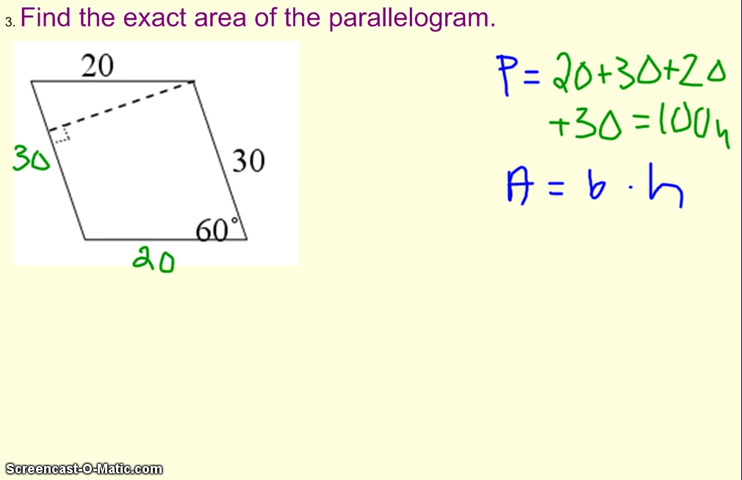 3. Find the exact area of the parallelogram.
20
30
30
60°
20
P = 20+30+20
+30 = 100u
A = b · h
Screencast-O-Matic.com